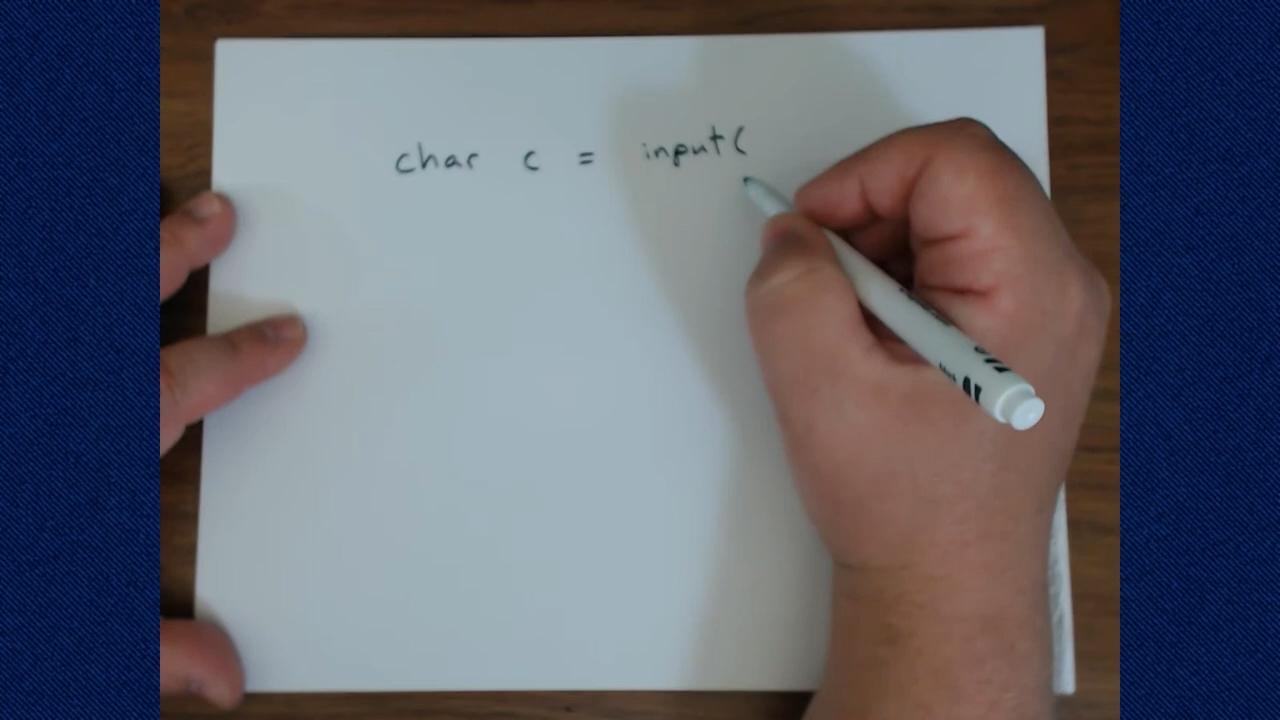 char c = input(